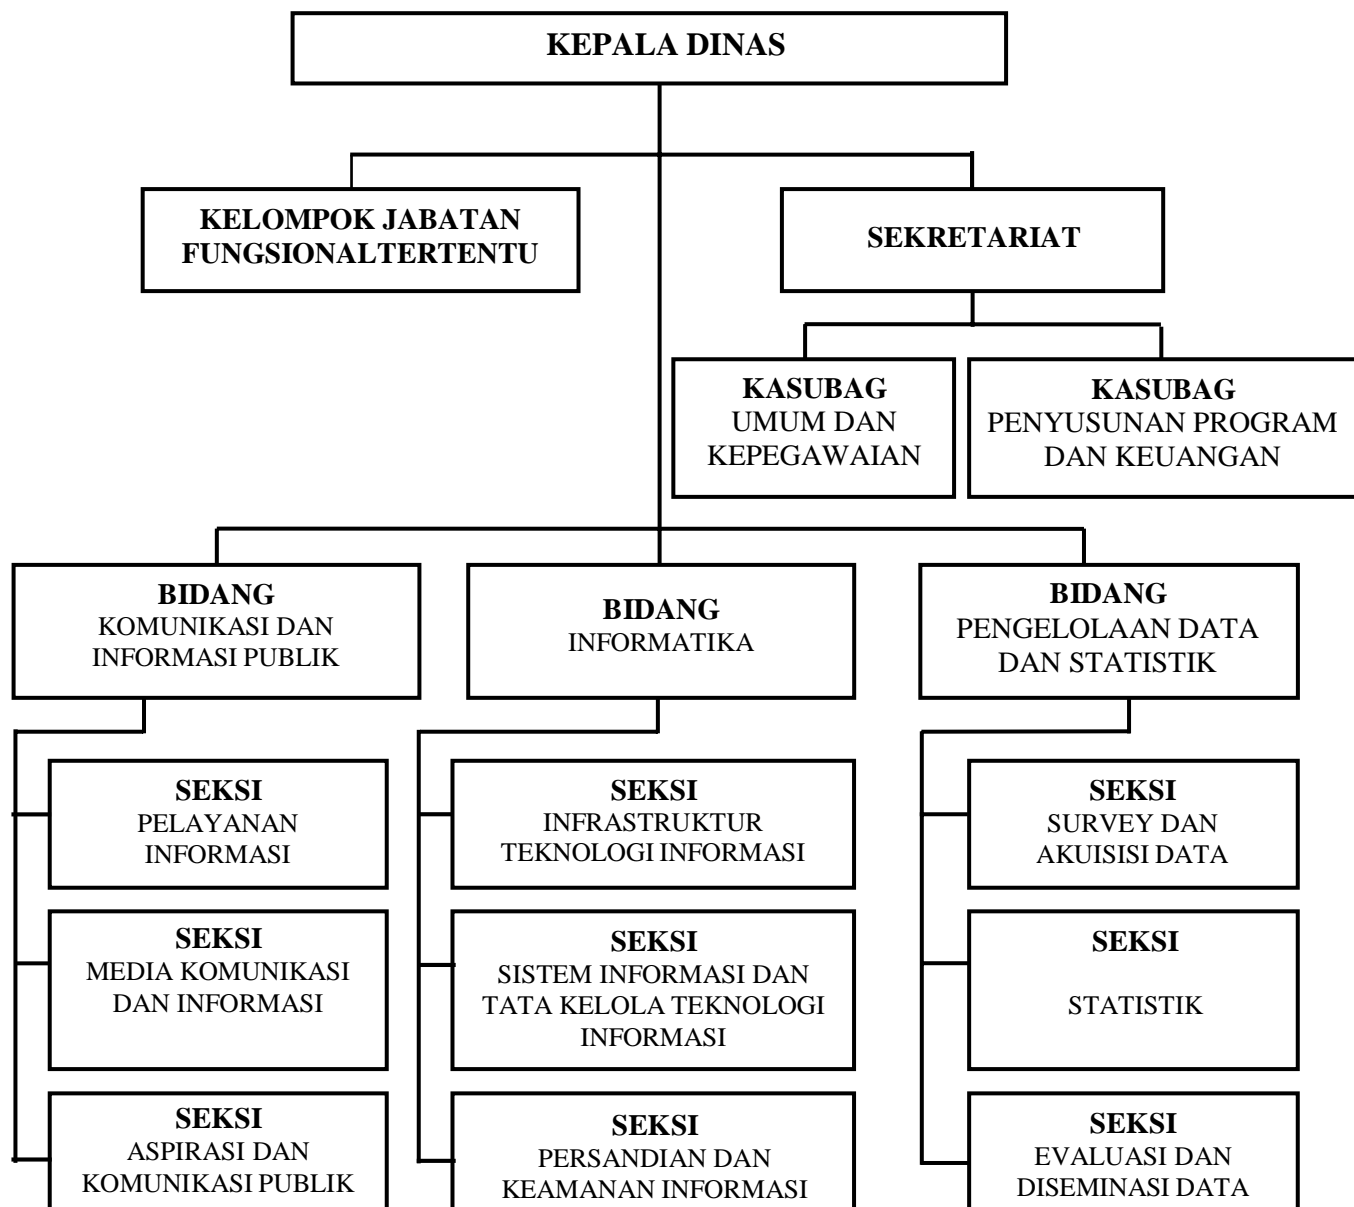 KEPALA DINAS
KELOMPOK JABATAN
FUNGSIONALTERTENTU
SEKRETARIAT
KASUBAG
UMUM DAN
KEPEGAWAIAN
KASUBAG
PENYUSUNAN PROGRAM
DAN KEUANGAN
BIDANG
KOMUNIKASI DAN
INFORMASI PUBLIK
BIDANG
INFORMATIKA
BIDANG
PENGELOLAAN DATA
DAN STATISTIK
SEKSI
PELAYANAN
INFORMASI
SEKSI
MEDIA KOMUNIKASI
DAN INFORMASI
SEKSI
ASPIRASI DAN
KOMUNIKASI PUBLIK
SEKSI
INFRASTRUKTUR
TEKNOLOGI INFORMASI
SEKSI
SISTEM INFORMASI DAN
TATA KELOLA TEKNOLOGI
INFORMASI
SEKSI
PERSANDIAN DAN
KEAMANAN INFORMASI
SEKSI
SURVEY DAN
AKUISISI DATA
SEKSI
STATISTIK
SEKSI
EVALUASI DAN
DISEMINASI DATA